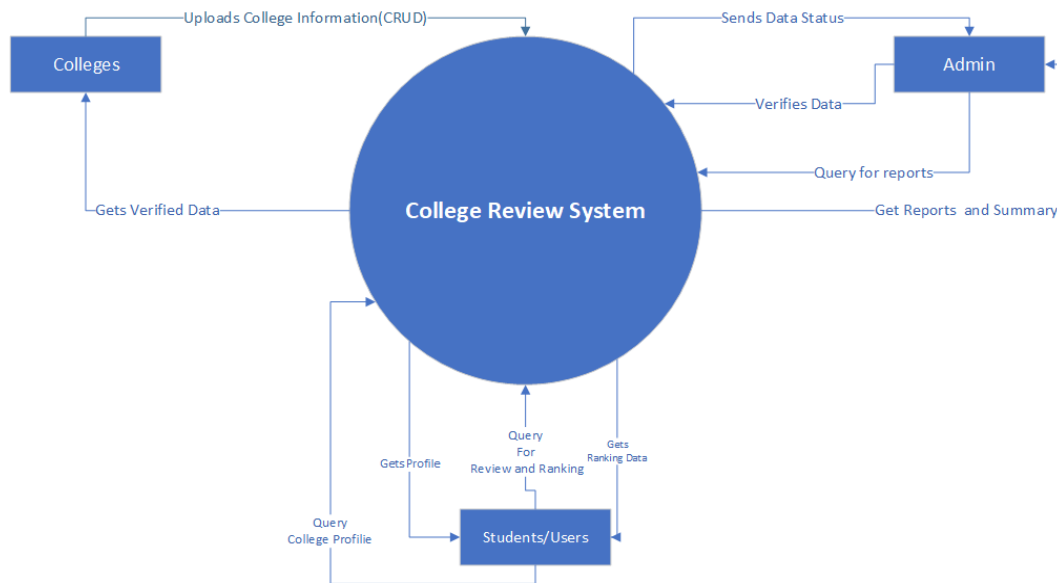 Uploads College Information(CRUD)
Sends Data Status
Colleges
Admin
Verifies Data
Query for reports
Gets Verified Data
College Review System
Get Reports and Summary
Query
For
Review and Ranking
Gets
Ranking Data
Gets Profile
Query
College Profilie
Students/Users